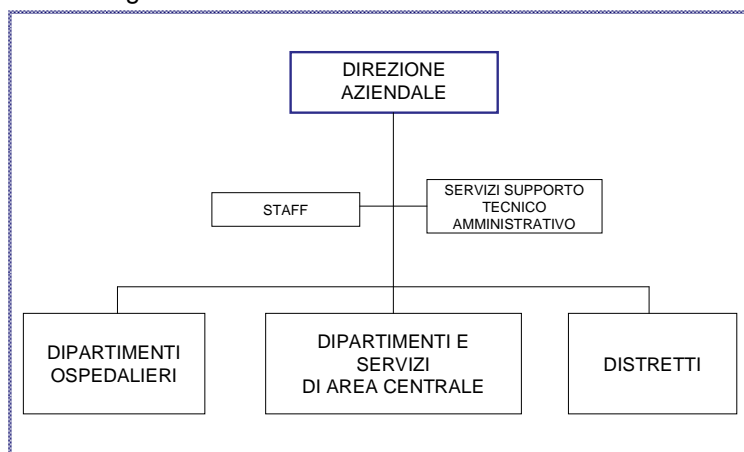 DIREZIONE
AZIENDALE
STAFF
SERVIZI SUPPORTO
TECNICO
AMMINISTRATIVO
DIPARTIMENTI
OSPEDALIERI
DIPARTIMENTI E
SERVIZI
DI AREA CENTRALE
DISTRETTI